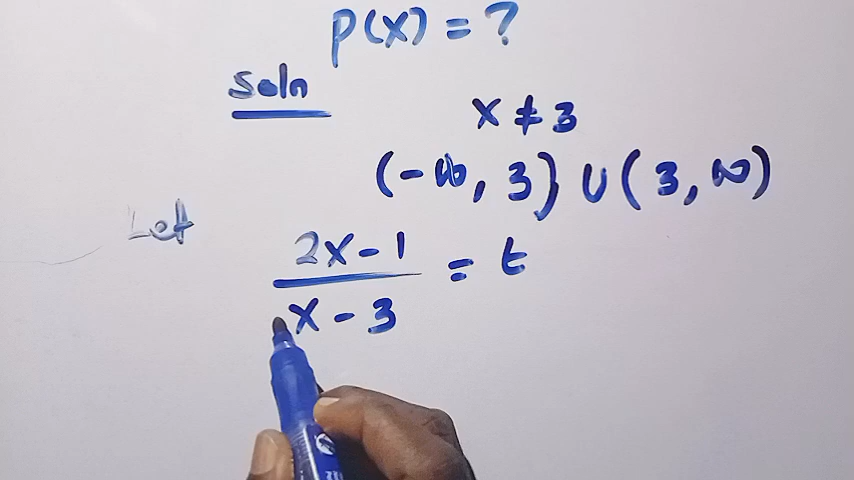 P(x) = ?
Soln
x ≠ 3
(-∞, 3) ∪ (3, ∞)
Let
2x - 1
= t
x - 3